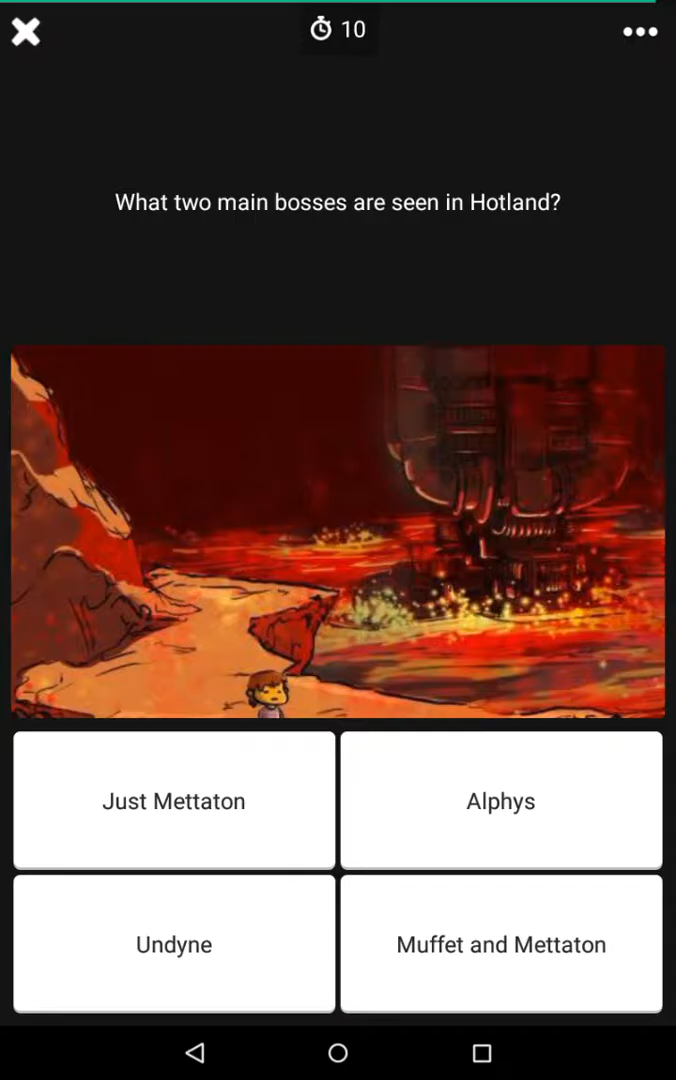 10
What two main bosses are seen in Hotland?
Just Mettaton
Alphys
Undyne
Muffet and Mettaton